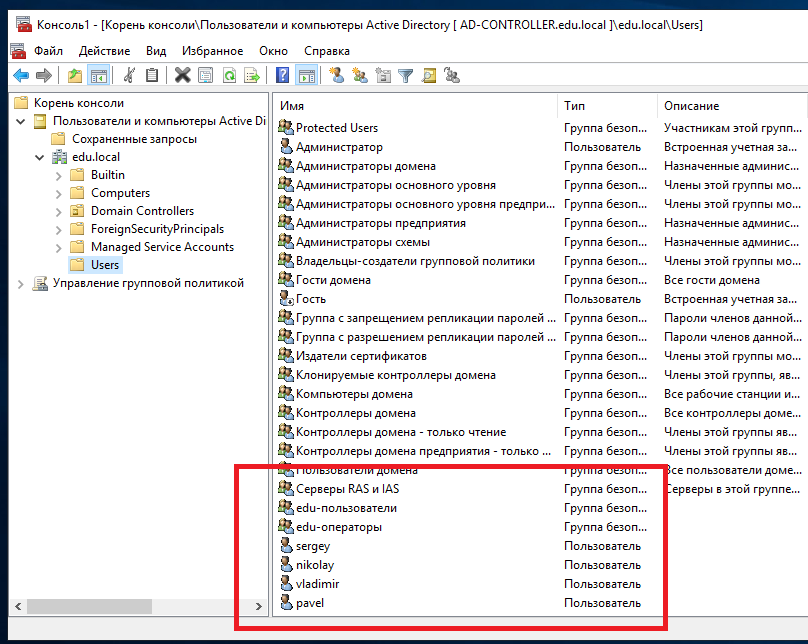 Консоль1 - [Корень консоли\Пользователи и компьютеры Active Directory [ AD-CONTROLLER.edu.local ]\edu.local\Users]
Файл Действие Вид Избранное Окно Справка
Корень консоли
Пользователи и компьютеры Active Di
Сохраненные запросы
edu.local
Builtin
Computers
Domain Controllers
ForeignSecurityPrincipals
Managed Service Accounts
Users
Управление групповой политикой
Имя Тип Описание
Protected Users Группа безоп... Участникам этой групп...
Администратор Пользователь Встроенная учетная за...
Администраторы домена Группа безоп... Назначенные админис...
Администраторы основного уровня Группа безоп... Члены этой группы мо...
Администраторы основного уровня предпри... Группа безоп... Члены этой группы мо...
Администраторы предприятия Группа безоп... Назначенные админис...
Администраторы схемы Группа безоп... Назначенные админис...
Владельцы-создатели групповой политики Группа безоп... Члены этой группы мо...
Гости домена Группа безоп... Все гости домена
Гость Пользователь Встроенная учетная за...
Группа с запрещением репликации паролей ... Группа безоп... Пароли членов данной...
Группа с разрешением репликации паролей ... Группа безоп... Пароли членов данной...
Издатели сертификатов Группа безоп... Члены этой группы мо...
Клонируемые контроллеры домена Группа безоп... Члены этой группы, яв...
Компьютеры домена Группа безоп... Все рабочие станции и...
Контроллеры домена Группа безоп... Все контроллеры доме...
Контроллеры домена - только чтение Группа безоп... Члены этой группы яв...
Контроллеры домена предприятия - только ... Группа безоп... Члены этой группы яв...
Пользователи домена Группа безоп... Все пользователи доме...
Серверы RAS и IAS Группа безоп... Серверы в этой группе...
edu-пользователи Группа безоп...
edu-операторы Группа безоп...
sergey Пользователь
nikolay Пользователь
vladimir Пользователь
pavel Пользователь